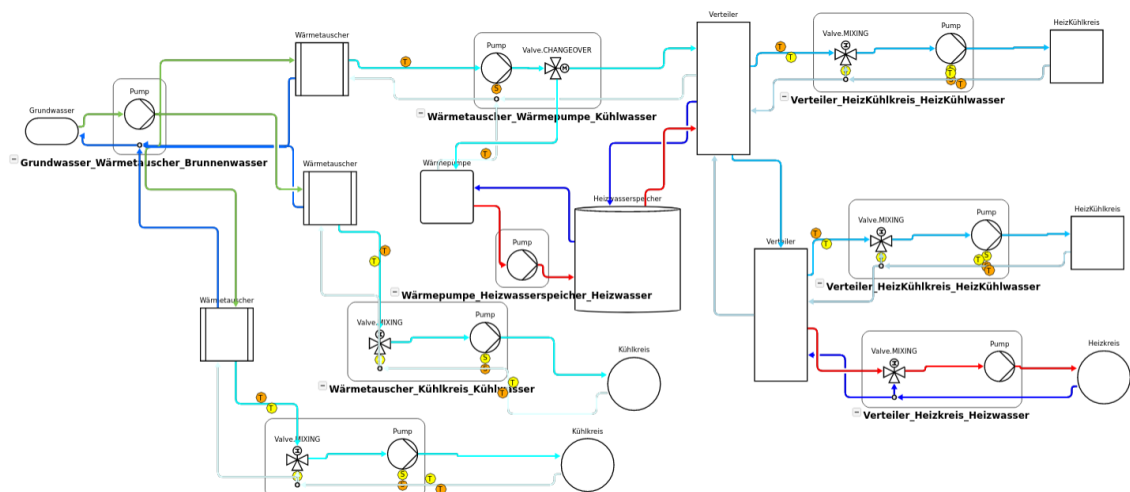 Verteiler
Wärmetauscher
Pump
Valve.CHANGEOVER
M
T
S
Wärmetauscher_Wärmepumpe_Kühlwasser
Valve.MIXING
M
Pump
HeizKühlkreis
T
T
S
T
T
Verteiler_HeizKühlkreis_HeizKühlwasser
Grundwasser
Pump
Grundwasser_Wärmetauscher_Brunnenwasser
Wärmetauscher
T
Wärmepumpe
Heizwasserspeicher
Pump
Wärmepumpe_Heizwasserspeicher_Heizwasser
Verteiler
Valve.MIXING
M
Pump
HeizKühlkreis
T
T
T
S
T
Verteiler_HeizKühlkreis_HeizKühlwasser
Wärmetauscher
T
T
Valve.MIXING
M
Pump
S
Kühlkreis
T
T
Wärmetauscher_Kühlkreis_Kühlwasser
Valve.MIXING
M
Pump
Heizkreis
Verteiler_Heizkreis_Heizwasser
T
T
Valve.MIXING
M
Pump
S
T
T
Kühlkreis